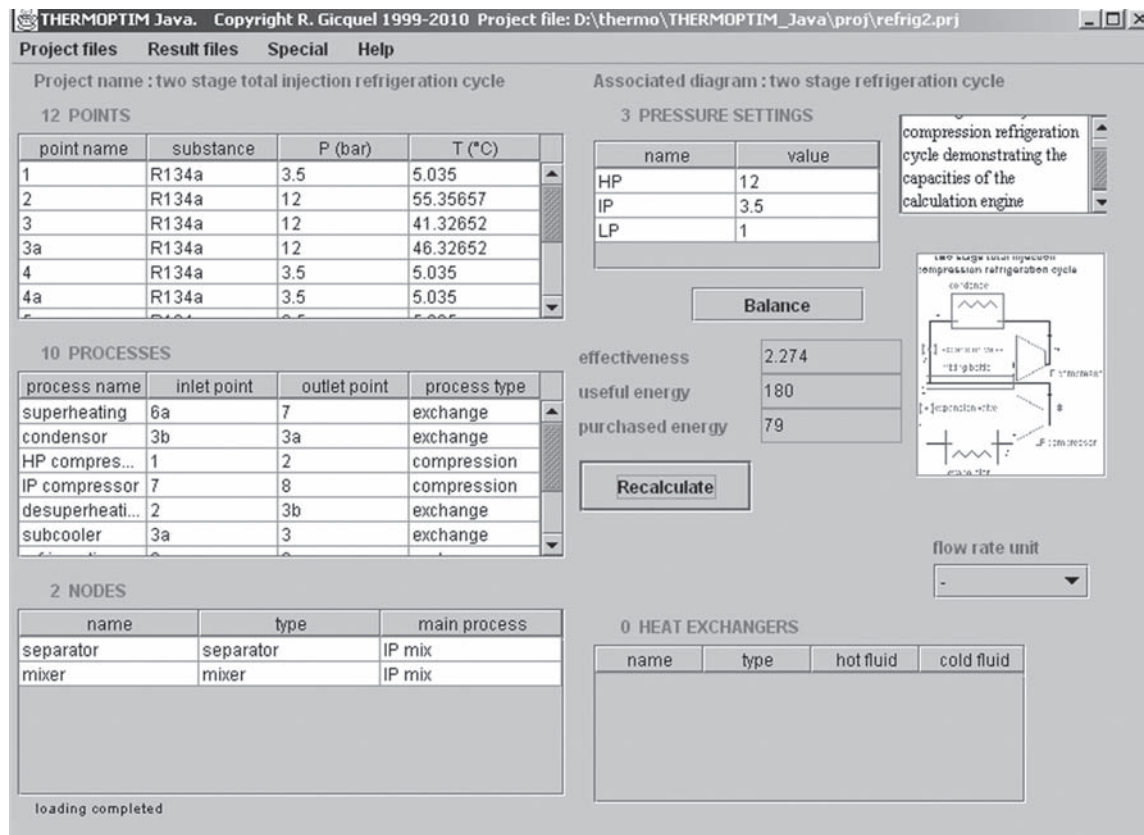 THERMOPTIM Java. Copyright R. Gicquel 1999-2010 Project file: D:\thermo\THERMOPTIM_Java\proj\refrig2.prj
Project files Result files Special Help
Project name : two stage total injection refrigeration cycle
Associated diagram : two stage refrigeration cycle
12 POINTS
point name substance P (bar) T (°C)
1 R134a 3.5 5.035
2 R134a 12 55.35657
3 R134a 12 41.32652
3a R134a 12 46.32652
4 R134a 3.5 5.035
4a R134a 3.5 5.035
3 PRESSURE SETTINGS
name value
HP 12
IP 3.5
LP 1
compression refrigeration
cycle demonstrating the
capacities of the
calculation engine
Balance
effectiveness 2.274
useful energy 180
purchased energy 79
Recalculate
two stage total injection
compression refrigeration cycle
10 PROCESSES
process name inlet point outlet point process type
superheating 6a 7 exchange
condensor 3b 3a exchange
HP compres... 1 2 compression
IP compressor 7 8 compression
desuperheati... 2 3b exchange
subcooler 3a 3 exchange
flow rate unit
-
2 NODES
name type main process
separator separator IP mix
mixer mixer IP mix
0 HEAT EXCHANGERS
name type hot fluid cold fluid
loading completed